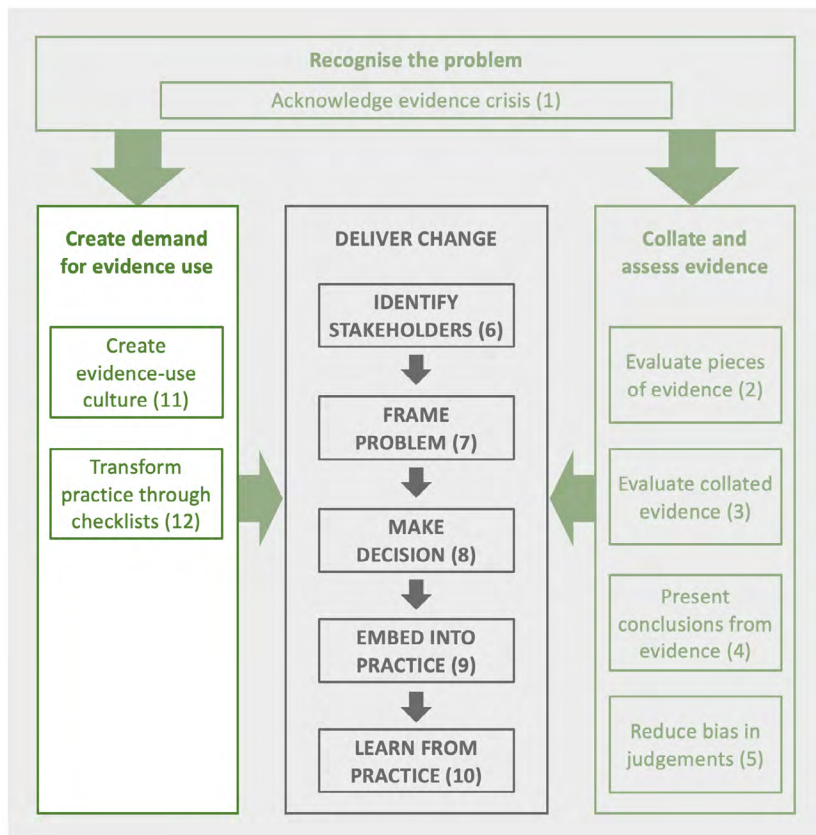 Recognise the problem
Acknowledge evidence crisis (1)
Create demand
for evidence use
Create
evidence-use
culture (11)
Transform
practice through
checklists (12)
DELIVER CHANGE
IDENTIFY
STAKEHOLDERS (6)
FRAME
PROBLEM (7)
MAKE
DECISION (8)
EMBED INTO
PRACTICE (9)
LEARN FROM
PRACTICE (10)
Collate and
assess evidence
Evaluate pieces
of evidence (2)
Evaluate collated
evidence (3)
Present
conclusions from
evidence (4)
Reduce bias in
judgements (5)